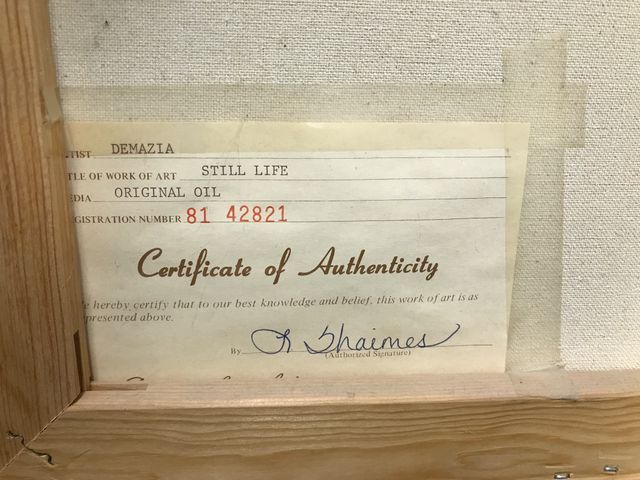 TIST DEMAZIA
TLE OF WORK OF ART STILL LIFE
DIA ORIGINAL OIL
GISTRATION NUMBER 81 42821
Certificate of Authenticity
e hereby certify that to our best knowledge and belief, this work of art is as
presented above.
By
(Authorized Signature)